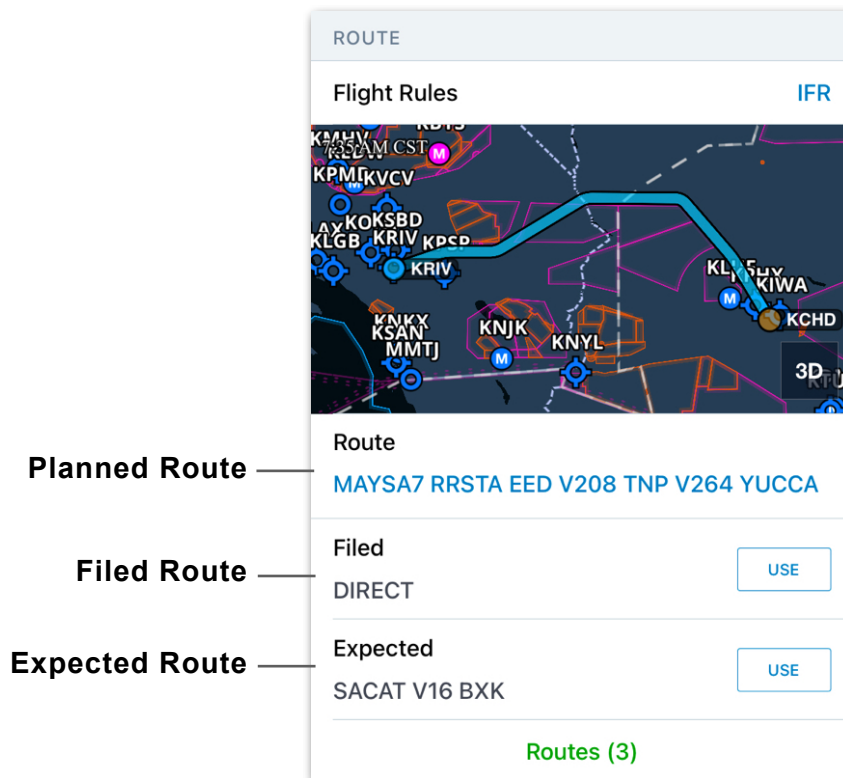 ROUTE
Flight Rules IFR
7:35 AM CST
M
KPMD
M
KVCV
KSBD
KLGB
KRIV
KPSP
KRIV
KIWA
M
KCHD
KNKX
KSAN
MMTJ
KNJK
M
KNYL
3D
Route
Planned Route
MAYSA7 RRSTA EED V208 TNP V264 YUCCA
Filed
Filed Route
USE
DIRECT
Expected
Expected Route
USE
SACAT V16 BXK
Routes (3)